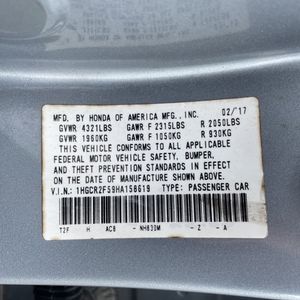 MFD. BY HONDA OF AMERICA MFG., INC. 02/'17
GVWR 4321LBS GAWR F 2315LBS R 2050LBS
GVWR 1960KG GAWR F 1050KG R 930KG
THIS VEHICLE CONFORMS TO ALL APPLICABLE
FEDERAL MOTOR VEHICLE SAFETY, BUMPER,
AND THEFT PREVENTION STANDARDS IN EFFECT
ON THE DATE OF MANUFACTURE SHOWN ABOVE.
V.I.N.: 1HGCR2F59HA158619 TYPE: PASSENGER CAR
T2F H AC8 - NH830M - Z - A